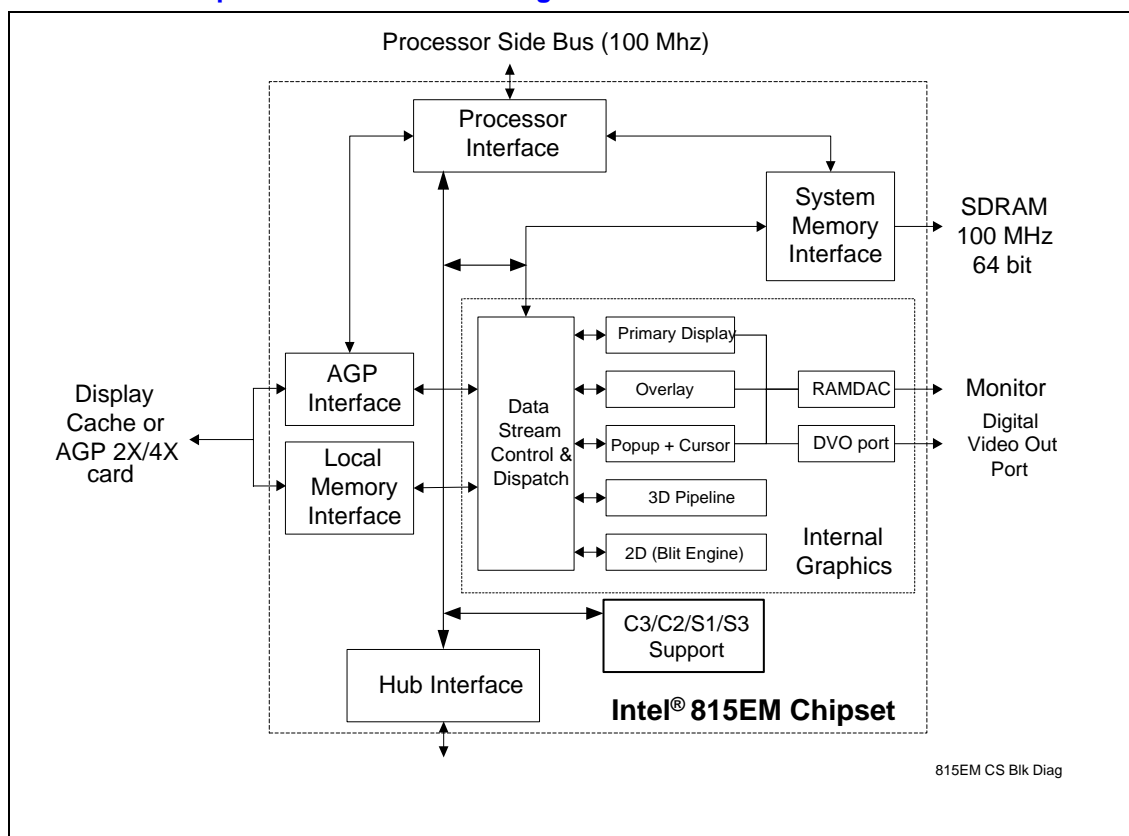 Processor Side Bus (100 Mhz)
Processor
Interface
System
Memory
Interface
SDRAM
100 MHz
64 bit
Primary Display
AGP
Interface
Display
Cache or
AGP 2X/4X
card
Data
Stream
Control &
Dispatch
Overlay
RAMDAC
Monitor
Popup + Cursor
DVO port
Digital
Video Out
Port
Local
Memory
Interface
3D Pipeline
2D (Blit Engine)
Internal
Graphics
C3/C2/S1/S3
Support
Hub Interface
Intel® 815EM Chipset
815EM CS Blk Diag